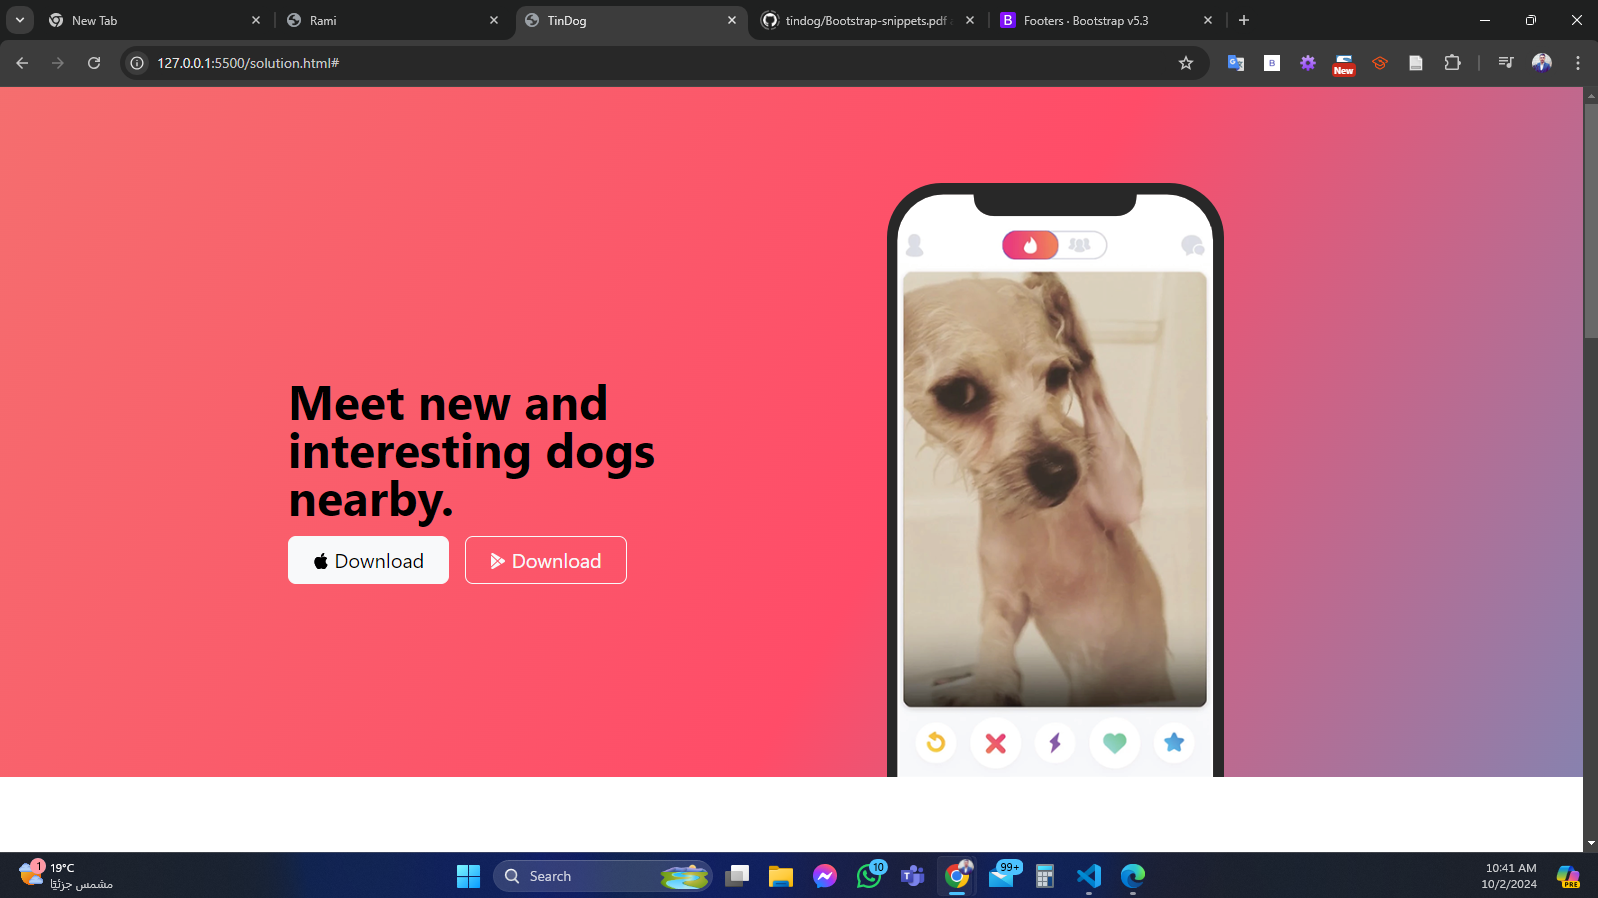 New Tab
Rami
TinDog
tindog/Bootstrap-snippets.pdf
Footers · Bootstrap v5.3
127.0.0.1:5500/solution.html#
B
New
Meet new and
interesting dogs
nearby.
Download
Download
1
19°C
مشمس جزئيًا
Search
10
99+
PRE
10:41 AM
10/2/2024